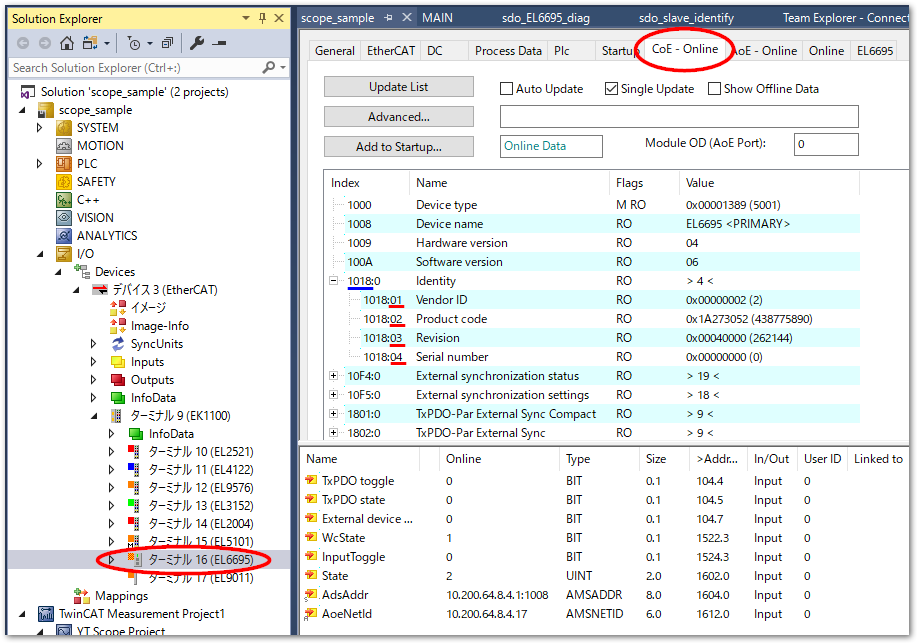 Solution Explorer
Search Solution Explorer (Ctrl+:)
Solution 'scope_sample' (2 projects)
scope_sample
SYSTEM
MOTION
PLC
SAFETY
C++
VISION
ANALYTICS
I/O
Devices
デバイス 3 (EtherCAT)
イメージ
Image-Info
SyncUnits
Inputs
Outputs
InfoData
ターミナル 9 (EK1100)
InfoData
ターミナル 10 (EL2521)
ターミナル 11 (EL4122)
ターミナル 12 (EL9576)
ターミナル 13 (EL3152)
ターミナル 14 (EL2004)
ターミナル 15 (EL5101)
ターミナル 16 (EL6695)
ターミナル 17 (EL9011)
Mappings
TwinCAT Measurement Project1
YT Scope Project
scope_sample MAIN sdo_EL6695_diag sdo_slave_identify Team Explorer - Connect
General EtherCAT DC Process Data Plc Startup CoE - Online AoE - Online Online EL6695
Update List Auto Update Single Update Show Offline Data
Advanced...
Add to Startup... Online Data Module OD (AoE Port): 0
Index Name Flags Value
1000 Device type M RO 0x00001389 (5001)
1008 Device name RO EL6695 <PRIMARY>
1009 Hardware version RO 04
100A Software version RO 06
1018:0 Identity RO > 4 <
1018:01 Vendor ID RO 0x00000002 (2)
1018:02 Product code RO 0x1A273052 (438775890)
1018:03 Revision RO 0x00040000 (262144)
1018:04 Serial number RO 0x00000000 (0)
10F4:0 External synchronization status RO > 19 <
10F5:0 External synchronization settings RO > 18 <
1801:0 TxPDO-Par External Sync Compact RO > 9 <
1802:0 TxPDO-Par External Sync RO > 9 <
Name Online Type Size >Addr... In/Out User ID Linked to
TxPDO toggle 0 BIT 0.1 104.4 Input 0
TxPDO state 0 BIT 0.1 104.5 Input 0
External device ... 0 BIT 0.1 104.7 Input 0
WcState 1 BIT 0.1 1522.3 Input 0
InputToggle 0 BIT 0.1 1524.3 Input 0
State 2 UINT 2.0 1602.0 Input 0
AdsAddr 10.200.64.8.4.1:1008 AMSADDR 8.0 1604.0 Input 0
AoeNetId 10.200.64.8.4.17 AMSNETID 6.0 1612.0 Input 0